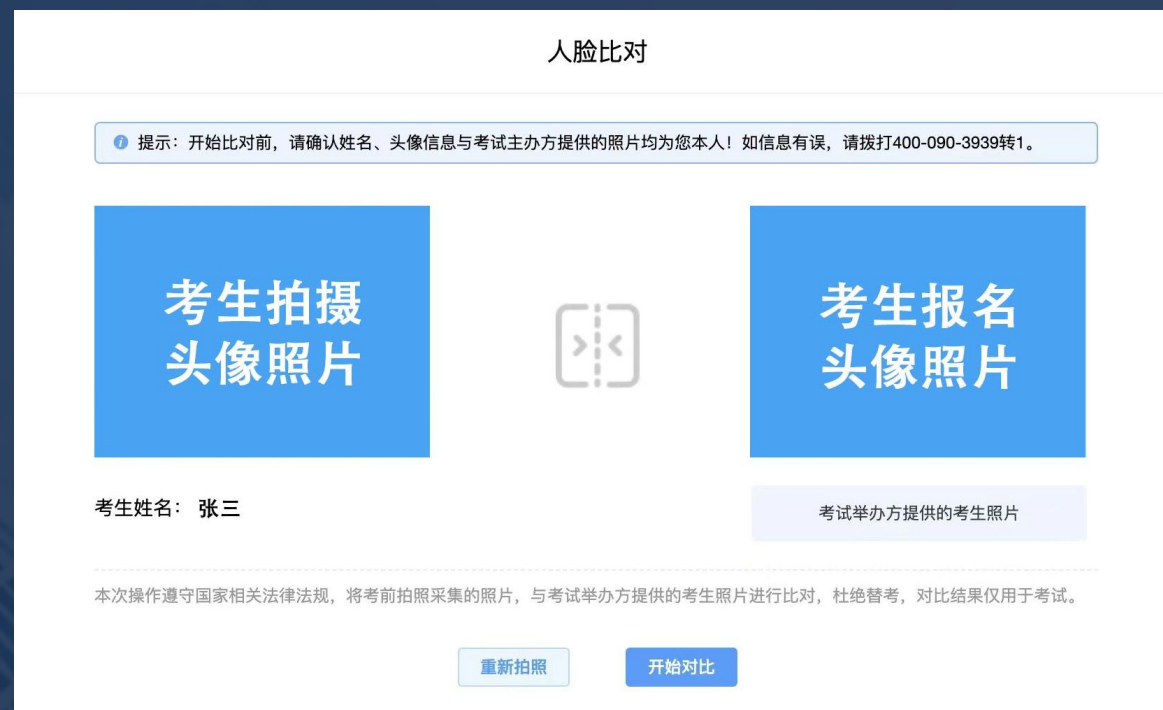 人脸比对
提示：开始比对前，请确认姓名、头像信息与考试主办方提供的照片均为您本人！如信息有误，请拨打400-090-3939转1。
考生拍摄
头像照片
考生报名
头像照片
考生姓名： 张三
考试举办方提供的考生照片
本次操作遵守国家相关法律法规，将考前拍照采集的照片，与考试举办方提供的考生照片进行比对，杜绝替考，对比结果仅用于考试。
重新拍照
开始对比